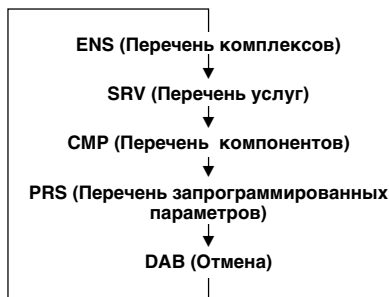 ENS (Перечень комплексов)
SRV (Перечень услуг)
CMP (Перечень компонентов)
PRS (Перечень запрограммированных
параметров)
DAB (Отмена)